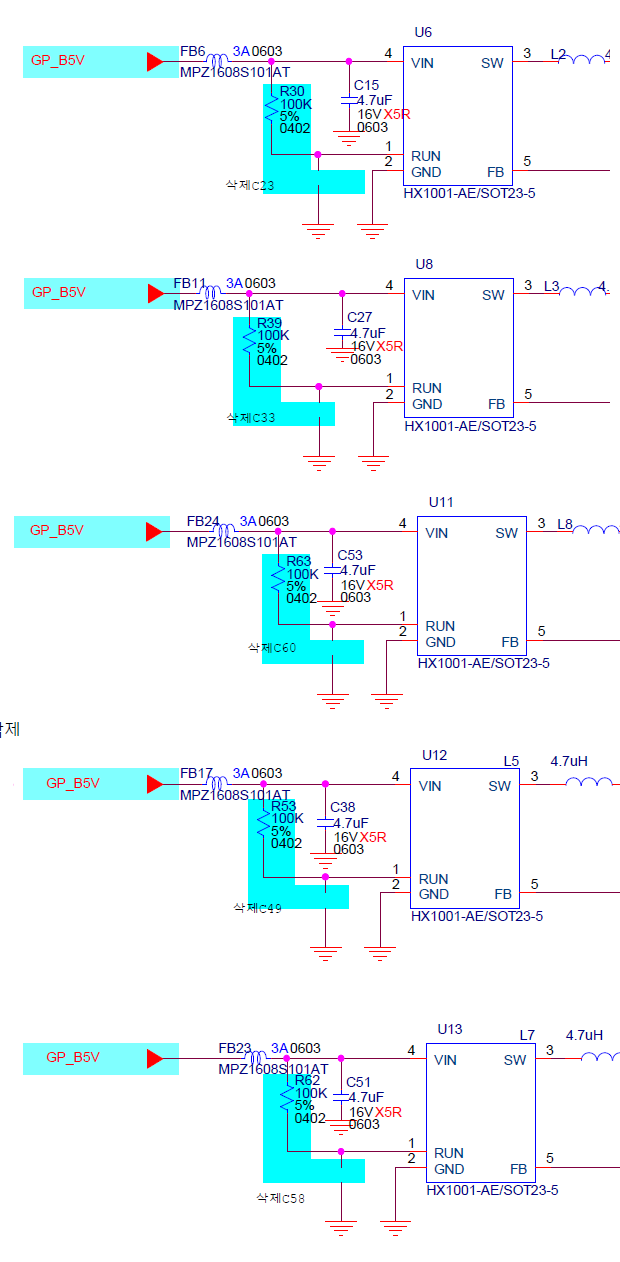 U6
GP_B5V
FB6 3A 0603
MPZ1608S101AT
R30
100K
5%
0402
C15
4.7uF
16V X5R
0603
4 VIN SW 3 L2 4
1 RUN
2 GND FB 5
HX1001-AE/SOT23-5
삭제C23
U8
GP_B5V
FB11 3A 0603
MPZ1608S101AT
R39
100K
5%
0402
C27
4.7uF
16V X5R
0603
4 VIN SW 3 L3 4
1 RUN
2 GND FB 5
HX1001-AE/SOT23-5
삭제C33
U11
GP_B5V
FB24 3A 0603
MPZ1608S101AT
R63
100K
5%
0402
C53
4.7uF
16V X5R
0603
4 VIN SW 3 L8
1 RUN
2 GND FB 5
HX1001-AE/SOT23-5
삭제C60
제
U12 L5 4.7uH
GP_B5V
FB17 3A 0603
MPZ1608S101AT
R53
100K
5%
0402
C38
4.7uF
16V X5R
0603
4 VIN SW 3
1 RUN
2 GND FB 5
HX1001-AE/SOT23-5
삭제C49
U13 L7 4.7uH
GP_B5V
FB23 3A 0603
MPZ1608S101AT
R62
100K
5%
0402
C51
4.7uF
16V X5R
0603
4 VIN SW 3
1 RUN
2 GND FB 5
HX1001-AE/SOT23-5
삭제C58